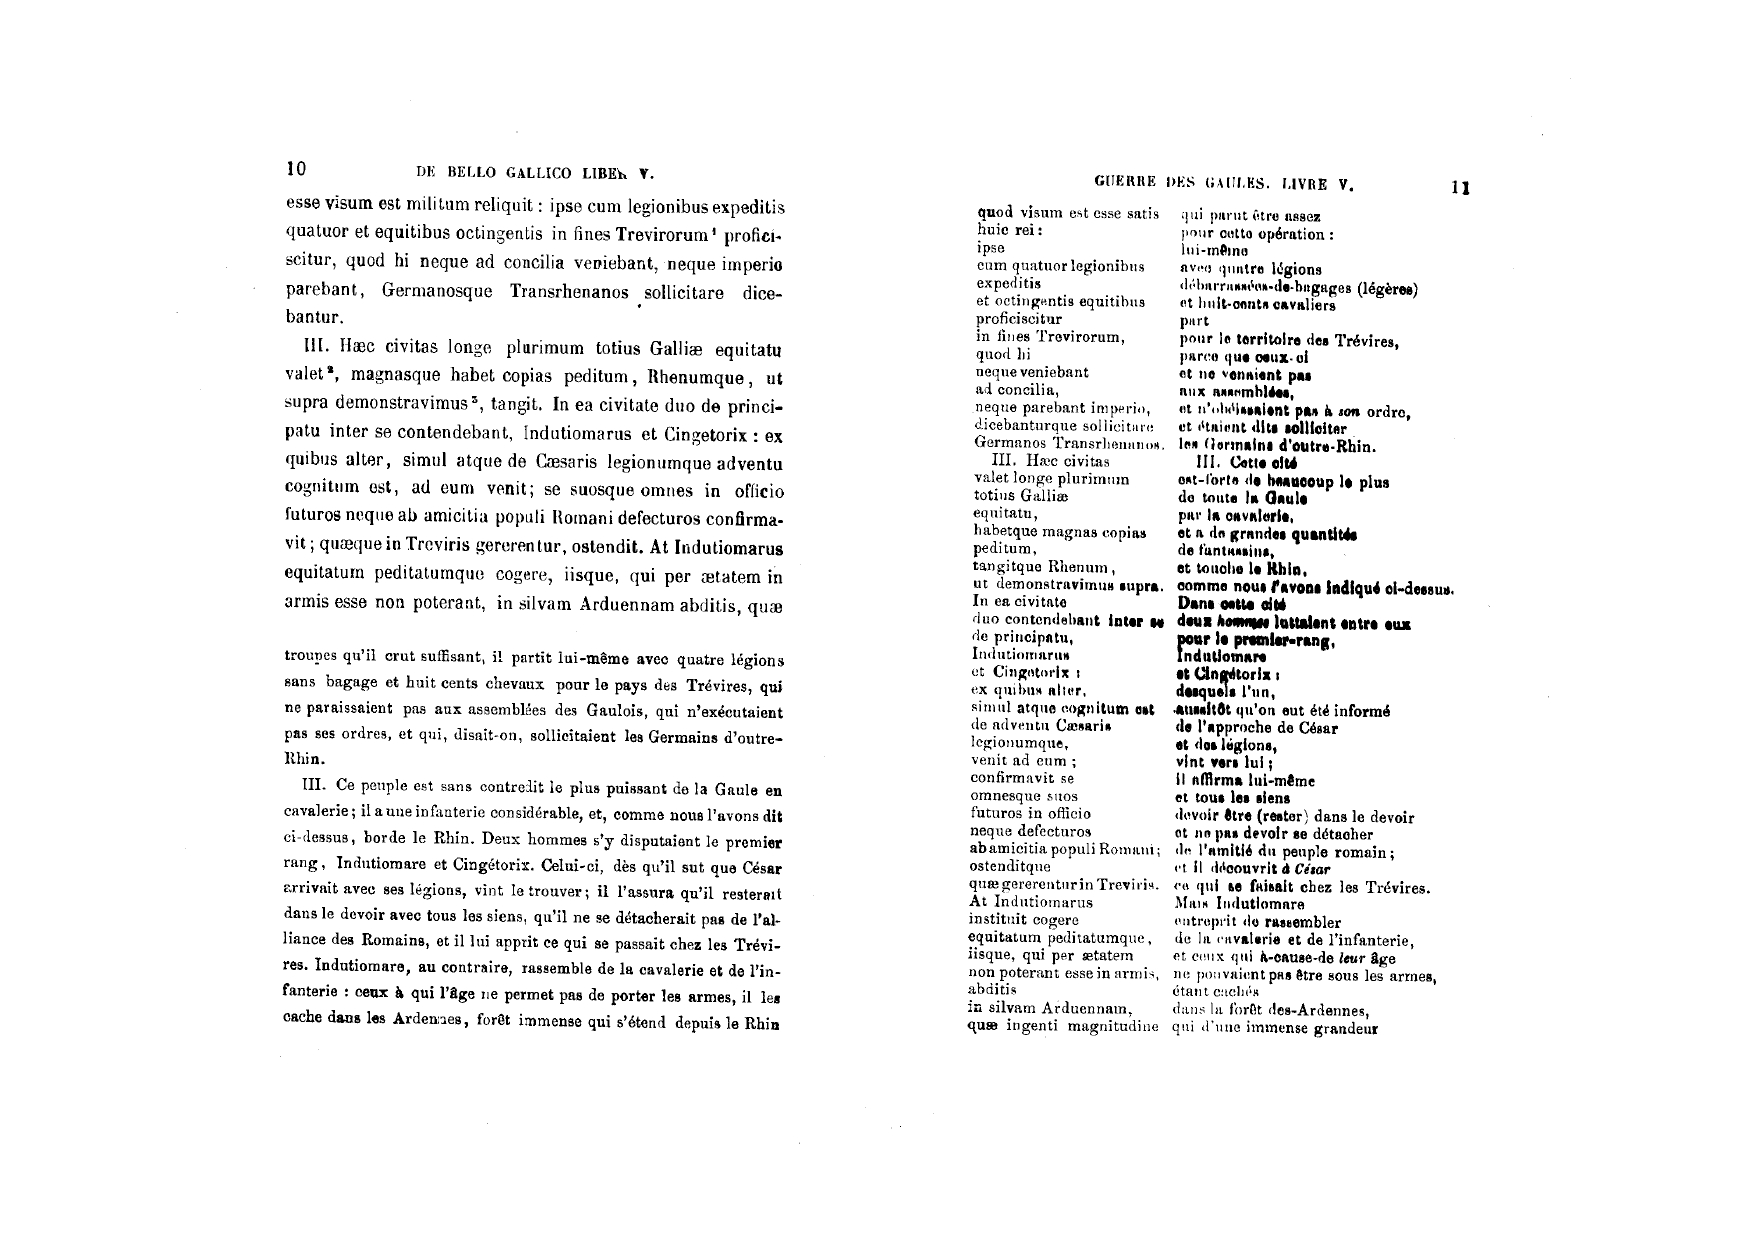 10 DE BELLO GALLICO LIBER V.
esse visum est militum reliquit : ipse cum legionibus expeditis
quatuor et equitibus octingentis in fines Trevirorum¹ profici-
scitur, quod hi neque ad concilia veniebant, neque imperio
parebant, Germanosque Transrhenanos sollicitare dice-
bantur.
III. Hæc civitas longe plurimum totius Galliæ equitatu
valet², magnasque habet copias peditum, Rhenumque, ut
supra demonstravimus³, tangit. In ea civitate duo de princi-
patu inter se contendebant, Indutiomarus et Cingetorix : ex
quibus alter, simul atque de Cæsaris legionumque adventu
cognitum est, ad eum venit; se suosque omnes in officio
futuros neque ab amicitia populi Romani defecturos confirma-
vit ; quæque in Treviris gererentur, ostendit. At Indutiomarus
equitatum peditatumque cogere, iisque, qui per ætatem in
armis esse non poterant, in silvam Arduennam abditis, quæ
troupes qu'il crut suffisant, il partit lui-même avec quatre légions
sans bagage et huit cents chevaux pour le pays des Trévires, qui
ne paraissaient pas aux assemblées des Gaulois, qui n'exécutaient
pas ses ordres, et qui, disait-on, sollicitaient les Germains d'outre-
Rhin.
III. Ce peuple est sans contredit le plus puissant de la Gaule en
cavalerie ; il a une infanterie considérable, et, comme nous l'avons dit
ci-dessus, borde le Rhin. Deux hommes s'y disputaient le premier
rang, Indutiomare et Cingétorix. Celui-ci, dès qu'il sut que César
arrivait avec ses légions, vint le trouver ; il l'assura qu'il resterait
dans le devoir avec tous les siens, qu'il ne se détacherait pas de l'al-
liance des Romains, et il lui apprit ce qui se passait chez les Trévi-
res. Indutiomare, au contraire, rassemble de la cavalerie et de l'in-
fanterie : ceux à qui l'âge ne permet pas de porter les armes, il les
cache dans les Ardennes, forêt immense qui s'étend depuis le Rhin
GUERRE DES GAULES. LIVRE V. 11
quod visum est esse satis qui parut être assez
huic rei : pour cette opération :
ipse lui-même
cum quatuor legionibus avec quatre légions
expeditis débarrassées-de-bagages (légères)
et octingentis equitibus et huit-cents cavaliers
proficiscitur part
in fines Trevirorum, pour le territoire des Trévires,
quod hi parce que ceux-ci
neque veniebant et ne venaient pas
ad concilia, aux assemblées,
neque parebant imperio, et n'obéissaient pas à son ordre,
dicebanturque sollicitare et étaient dits solliciter
Germanos Transrhenanos. les Germains d'outre-Rhin.
III. Hæc civitas III. Cette cité
valet longe plurimum est-forte de beaucoup le plus
totius Galliæ de toute la Gaule
equitatu, par la cavalerie,
habetque magnas copias et a de grandes quantités
peditum, de fantassins,
tangitque Rhenum, et touche le Rhin,
ut demonstravimus supra. comme nous l'avons indiqué ci-dessus.
In ea civitate Dans cette cité
duo contendebant inter se deux hommes luttaient entre eux
de principatu, pour le premier-rang,
Indutiomarus Indutiomare
et Cingetorix : et Cingétorix :
ex quibus alter, desquels l'un,
simul atque cognitum est aussitôt qu'on eut été informé
de adventu Cæsaris de l'approche de César
legionumque, et des légions,
venit ad eum ; vint vers lui ;
confirmavit se il affirma lui-même
omnesque suos et tous les siens
futuros in officio devoir être (rester) dans le devoir
neque defecturos et ne pas devoir se détacher
ab amicitia populi Romani ; de l'amitié du peuple romain ;
ostenditque et il découvrit à César
quæ gererentur in Treviris. ce qui se faisait chez les Trévires.
At Indutiomarus Mais Indutiomare
instituit cogere entreprit de rassembler
equitatum peditatumque, de la cavalerie et de l'infanterie,
iisque, qui per ætatem et ceux qui à-cause-de leur âge
non poterant esse in armis, ne pouvaient pas être sous les armes,
abditis étant cachés
in silvam Arduennam, dans la forêt des-Ardennes,
quæ ingenti magnitudine qui d'une immense grandeur